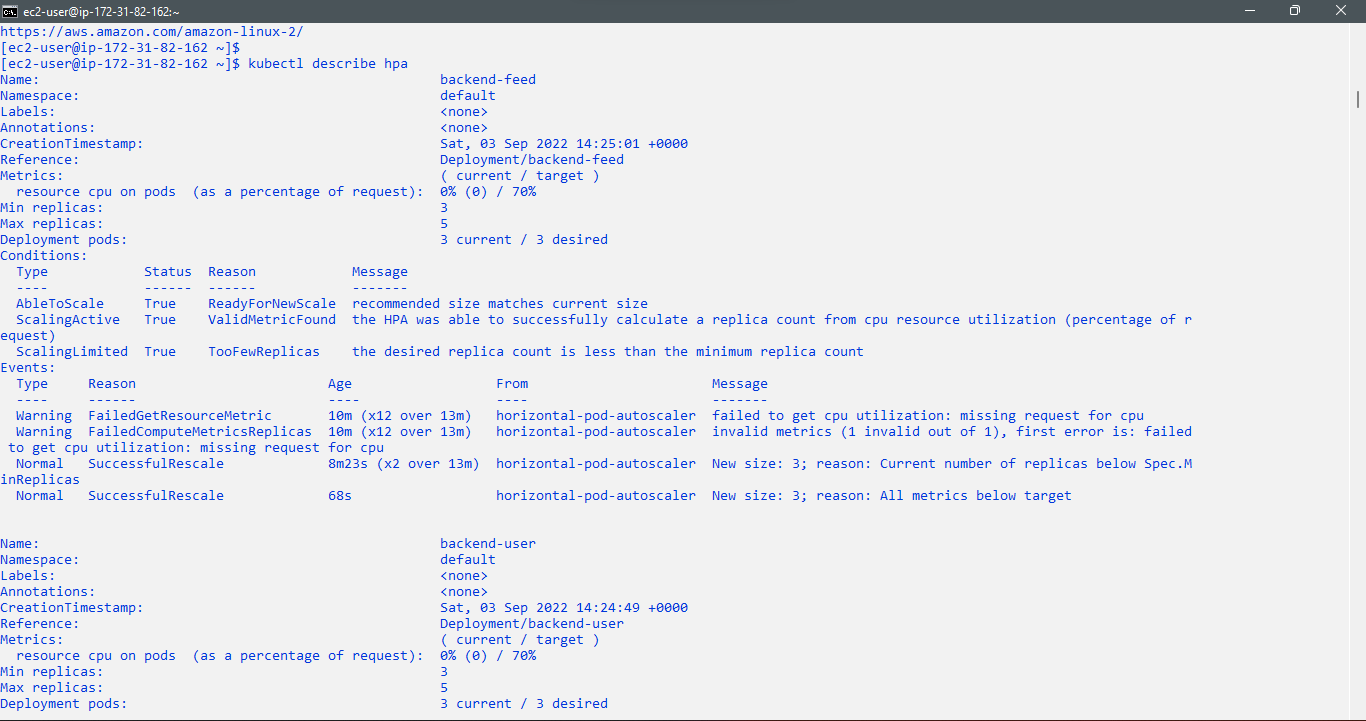 ec2-user@ip-172-31-82-162:~
https://aws.amazon.com/amazon-linux-2/
[ec2-user@ip-172-31-82-162 ~]$
[ec2-user@ip-172-31-82-162 ~]$ kubectl describe hpa
Name:                                                  backend-feed
Namespace:                                             default
Labels:                                                <none>
Annotations:                                           <none>
CreationTimestamp:                                     Sat, 03 Sep 2022 14:25:01 +0000
Reference:                                             Deployment/backend-feed
Metrics:                                               ( current / target )
  resource cpu on pods  (as a percentage of request):  0% (0) / 70%
Min replicas:                                          3
Max replicas:                                          5
Deployment pods:                                       3 current / 3 desired
Conditions:
  Type            Status  Reason            Message
  ----            ------  ------            -------
  AbleToScale     True    ReadyForNewScale  recommended size matches current size
  ScalingActive   True    ValidMetricFound  the HPA was able to successfully calculate a replica count from cpu resource utilization (percentage of r
equest)
  ScalingLimited  True    TooFewReplicas    the desired replica count is less than the minimum replica count
Events:
  Type     Reason                        Age                  From                       Message
  ----     ------                        ----                 ----                       -------
  Warning  FailedGetResourceMetric       10m (x12 over 13m)   horizontal-pod-autoscaler  failed to get cpu utilization: missing request for cpu
  Warning  FailedComputeMetricsReplicas  10m (x12 over 13m)   horizontal-pod-autoscaler  invalid metrics (1 invalid out of 1), first error is: failed
 to get cpu utilization: missing request for cpu
  Normal   SuccessfulRescale             8m23s (x2 over 13m)  horizontal-pod-autoscaler  New size: 3; reason: Current number of replicas below Spec.M
inReplicas
  Normal   SuccessfulRescale             68s                  horizontal-pod-autoscaler  New size: 3; reason: All metrics below target
Name:                                                  backend-user
Namespace:                                             default
Labels:                                                <none>
Annotations:                                           <none>
CreationTimestamp:                                     Sat, 03 Sep 2022 14:24:49 +0000
Reference:                                             Deployment/backend-user
Metrics:                                               ( current / target )
  resource cpu on pods  (as a percentage of request):  0% (0) / 70%
Min replicas:                                          3
Max replicas:                                          5
Deployment pods:                                       3 current / 3 desired